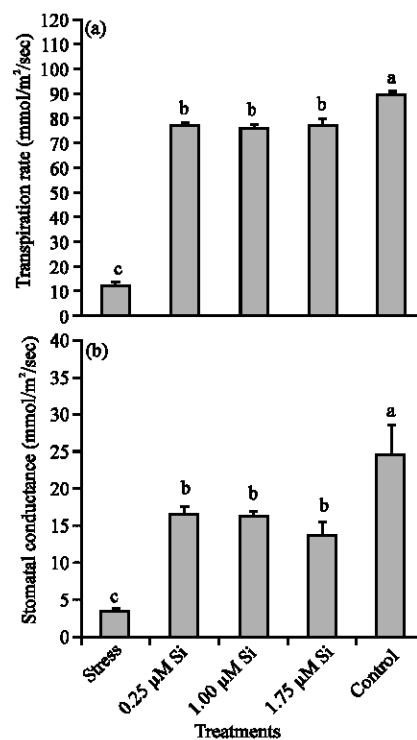 (a)
Transpiration rate (mmol/m²/sec)
120
110
100
90
80
70
60
50
40
30
20
10
0
c
b
b
b
a
(b)
Stomatal conductance (mmol/m²/sec)
40
35
30
25
20
15
10
5
0
c
b
b
b
a
Stress
0.25 µM Si
1.00 µM Si
1.75 µM Si
Control
Treatments